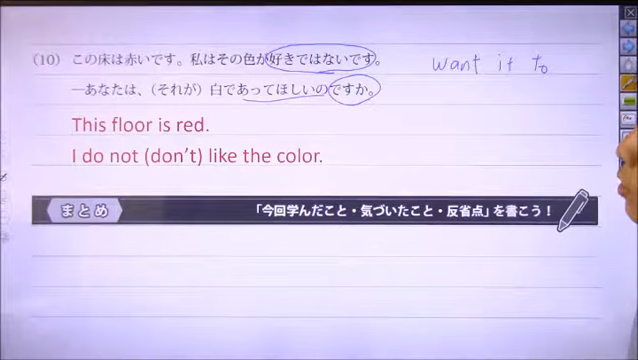 (10) この床は赤いです。私はその色が好きではないです。
want it to
―あなたは、(それが) 白であってほしいのですか。
This floor is red.
I do not (don't) like the color.
まとめ
「今回学んだこと・気づいたこと・反省点」を書こう！